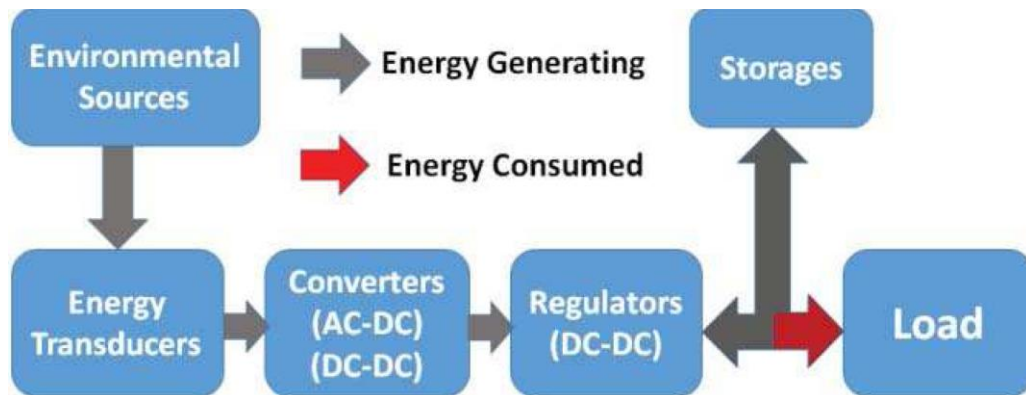 Environmental
Sources
Energy Generating
Energy Consumed
Storages
Energy
Transducers
Converters
(AC-DC)
(DC-DC)
Regulators
(DC-DC)
Load